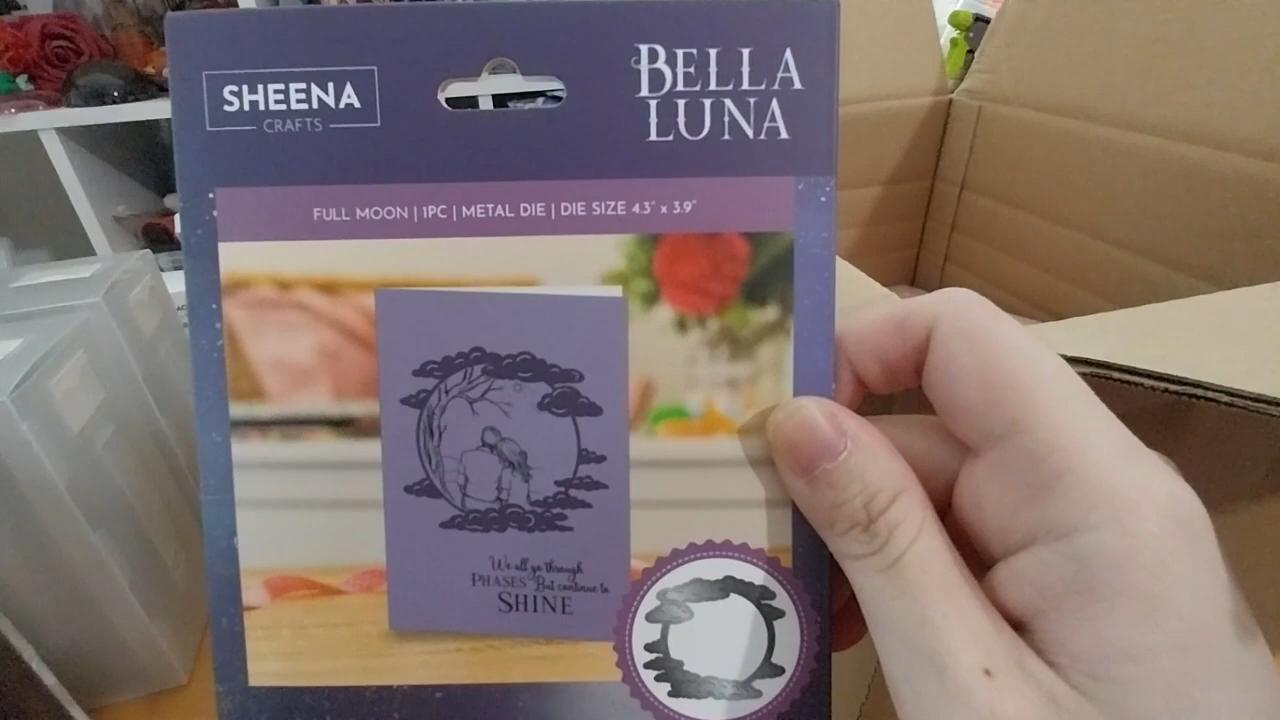 SHEENA
CRAFTS
BELLA
LUNA
FULL MOON | 1PC | METAL DIE | DIE SIZE 4.3" x 3.9"
We all go through
PHASES But continue to
SHINE